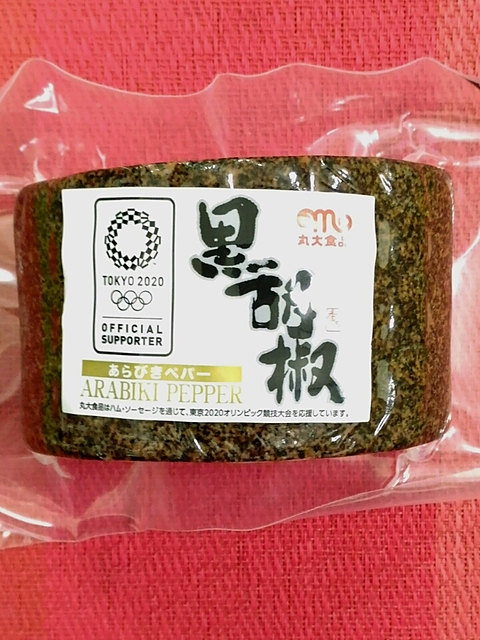 TOKYO 2020
OFFICIAL
SUPPORTER
黒胡椒
丸大食品
あらびきペパー
ARABIKI PEPPER
丸大食品はハム・ソーセージを通じて、東京2020オリンピック競技大会を応援しています。